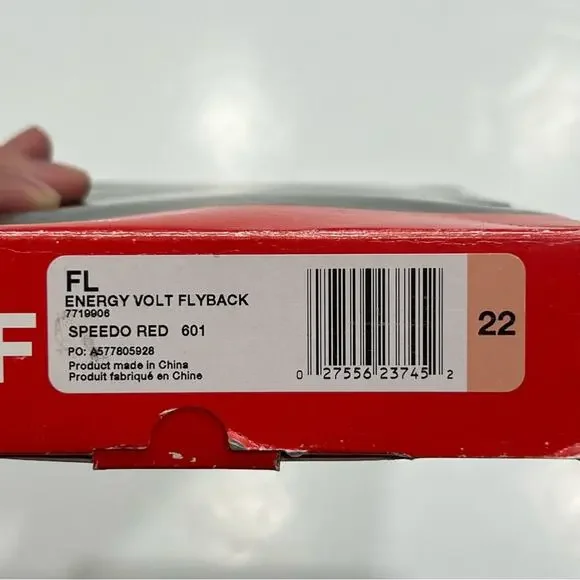 F
FL
ENERGY VOLT FLYBACK
7719906
SPEEDO RED 601
PO: A577805928
Product made in China
Produit fabriqué en Chine
0 27556 23745 2
22